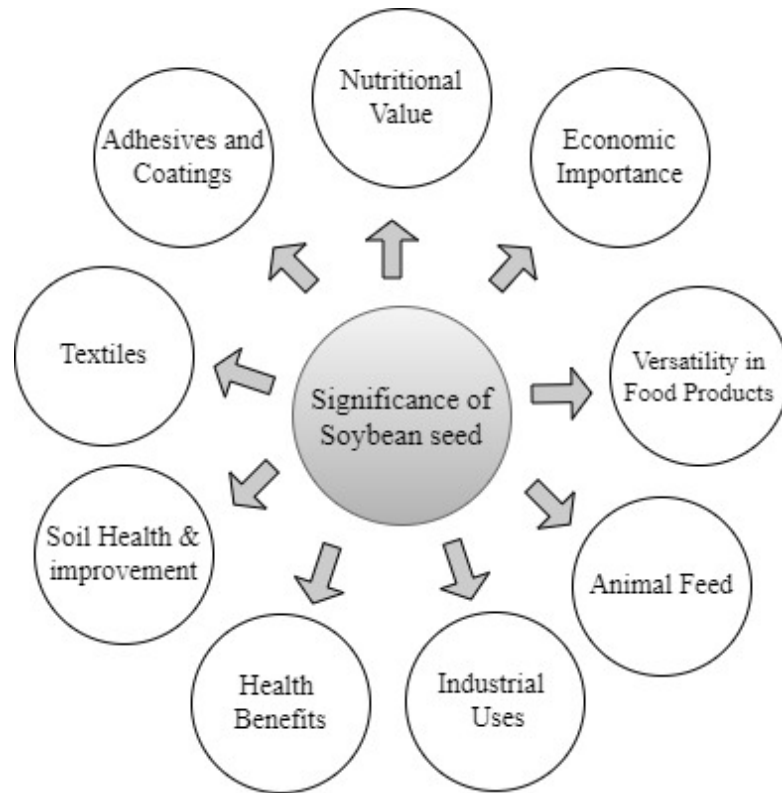 Nutritional
Value
Economic
Importance
Versatility in
Food Products
Animal Feed
Industrial
Uses
Health
Benefits
Soil Health &
improvement
Textiles
Adhesives and
Coatings
Significance of
Soybean seed